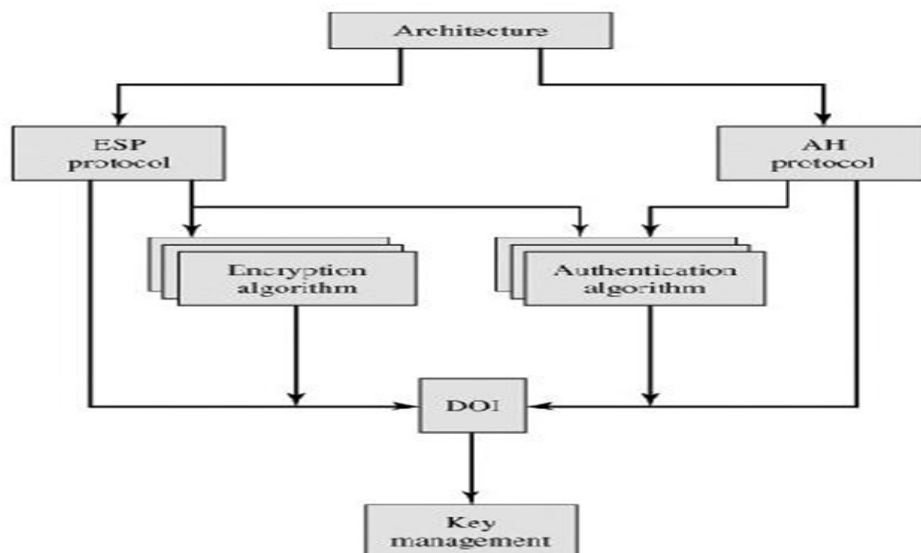 Architecture
ESP
protocol
AH
protocol
Encryption
algorithm
Authentication
algorithm
DOI
Key
management